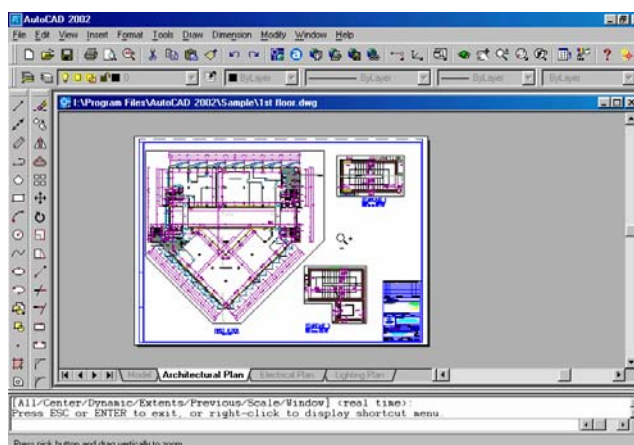 AutoCAD 2002
File Edit View Insert Format Tools Draw Dimension Modify Window Help
0 ByLayer ByLayer ByLayer ByLayer
I:\Program Files\AutoCAD 2002\Sample\1st floor.dwg
Model Architectural Plan Electrical Plan Lighting Plan
[All/Center/Dynamic/Extents/Previous/Scale/Window] <real time>:
Press ESC or ENTER to exit, or right-click to display shortcut menu.
Press pick button and drag vertically to zoom.